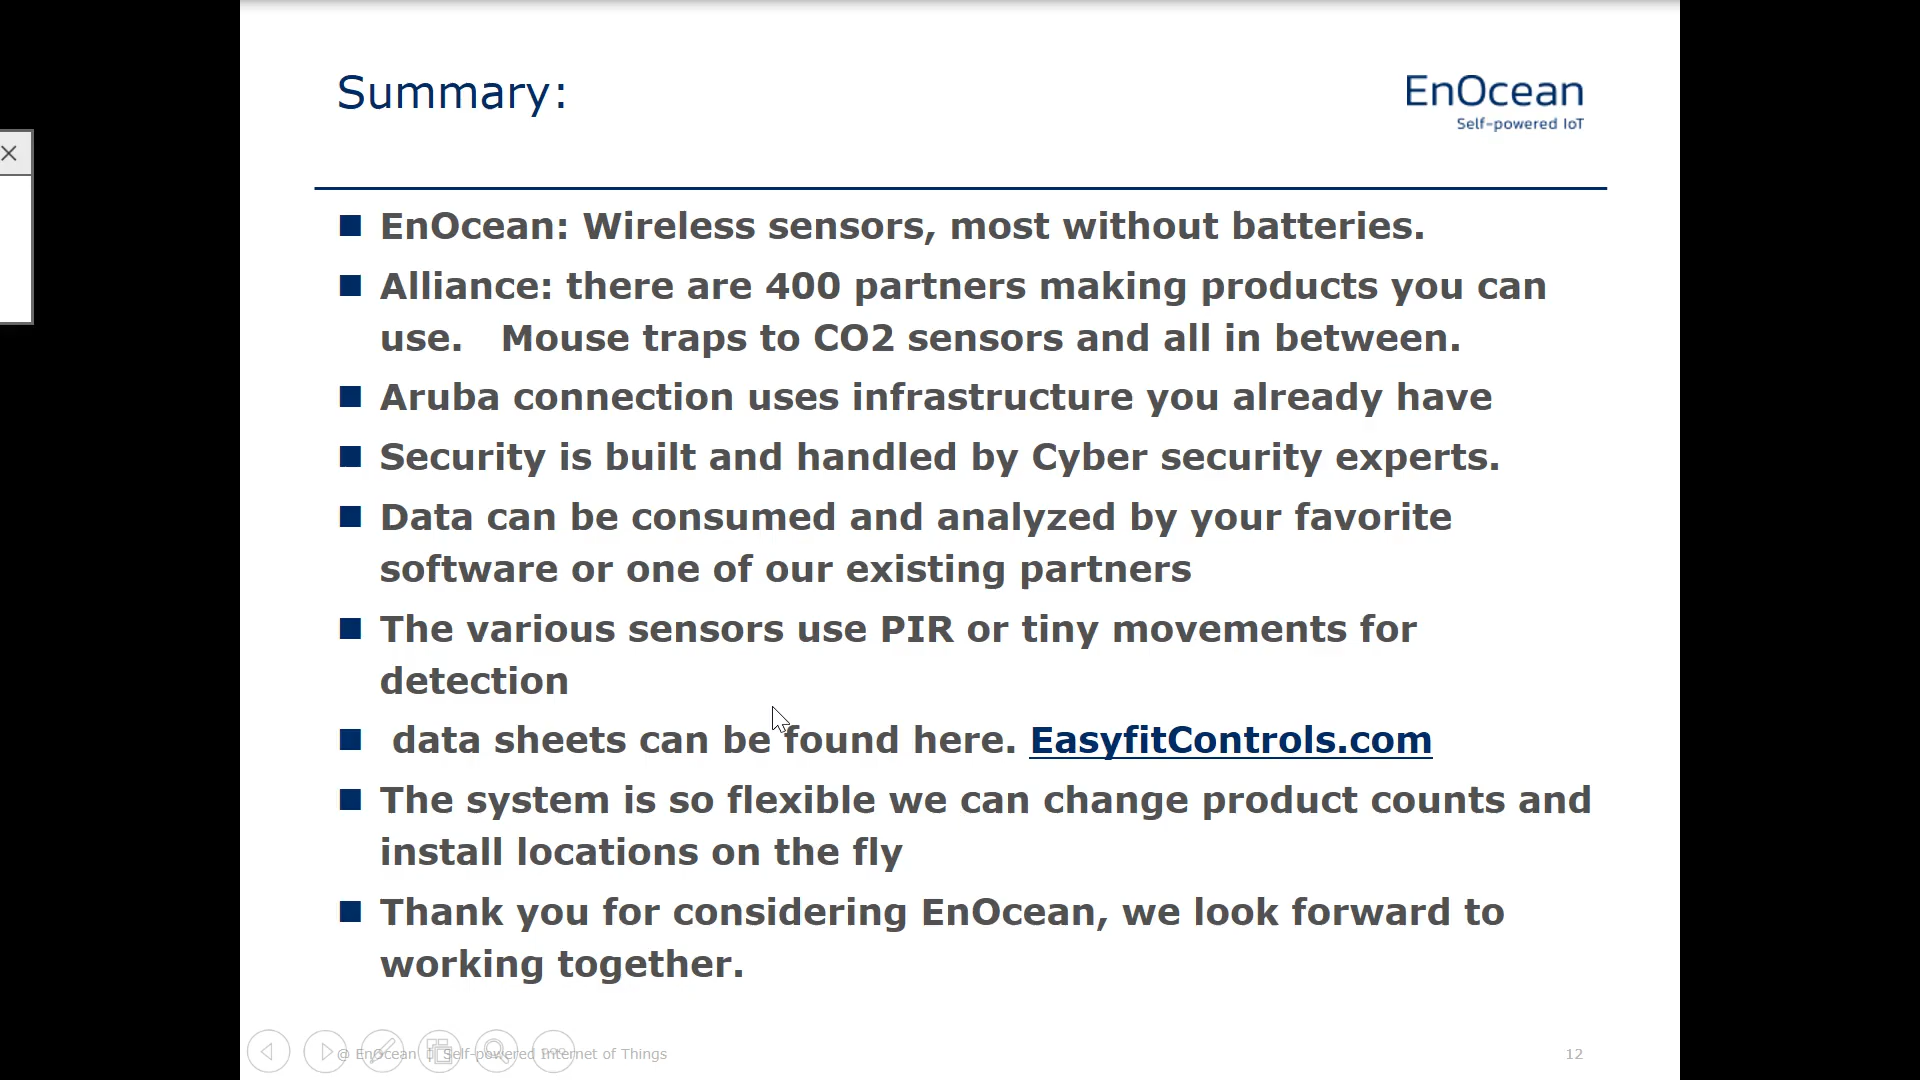 Summary:
EnOcean
Self-powered IoT
EnOcean: Wireless sensors, most without batteries.
Alliance: there are 400 partners making products you can
use. Mouse traps to CO2 sensors and all in between.
Aruba connection uses infrastructure you already have
Security is built and handled by Cyber security experts.
Data can be consumed and analyzed by your favorite
software or one of our existing partners
The various sensors use PIR or tiny movements for
detection
data sheets can be found here. EasyfitControls.com
The system is so flexible we can change product counts and
install locations on the fly
Thank you for considering EnOcean, we look forward to
working together.
@ EnOcean | Self-powered Internet of Things
12